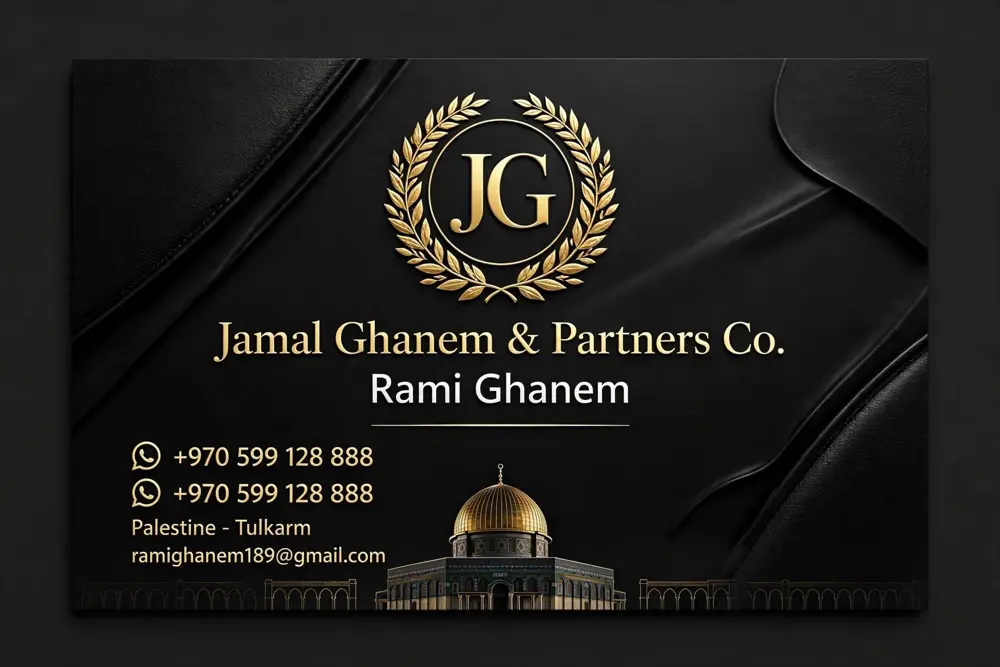 JG
Jamal Ghanem & Partners Co.
Rami Ghanem
+970 599 128 888
+970 599 128 888
Palestine - Tulkarm
ramighanem189@gmail.com